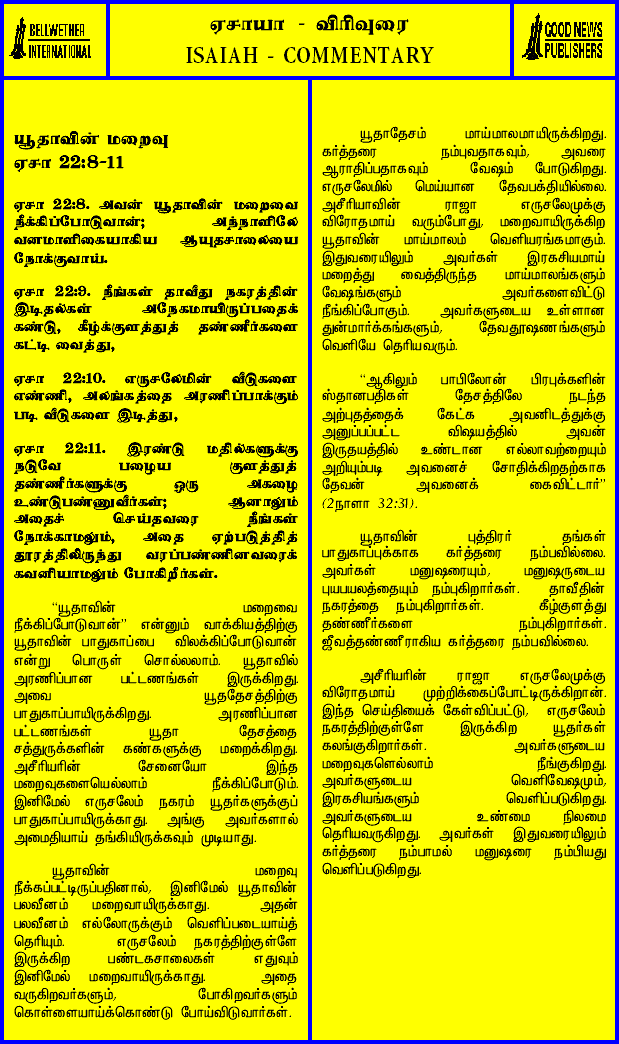 BELLWETHER
INTERNATIONAL
ஏசாயா - விரிவுரை
ISAIAH - COMMENTARY
GOOD NEWS
PUBLISHERS
யூதாவின் மறைவு
ஏசா 22:8-11
ஏசா 22:8. அவன் யூதாவின் மறைவை
நீக்கிப்போடுவான்; அந்நாளிலே
வனமாளிகையாகிய ஆயுதசாலையை
நோக்குவாய்.
ஏசா 22:9. நீங்கள் தாவீது நகரத்தின்
இடிதல்கள் அநேகமாயிருப்பதைக்
கண்டு, கீழ்க்குளத்துத் தண்ணீர்களை
கட்டி வைத்து,
ஏசா 22:10. எருசலேமின் வீடுகளை
எண்ணி, அலங்கத்தை அரணிப்பாக்கும்
படி வீடுகளை இடித்து,
ஏசா 22:11. இரண்டு மதில்களுக்கு
நடுவே பழைய குளத்துத்
தண்ணீர்களுக்கு ஒரு அகழை
உண்டுபண்ணுவீர்கள்; ஆனாலும்
அதைச் செய்தவரை நீங்கள்
நோக்காமலும், அதை ஏற்படுத்தித்
தூரத்திலிருந்து வரப்பண்ணினவரைக்
கவனியாமலும் போகிறீர்கள்.
“யூதாவின் மறைவை
நீக்கிப்போடுவான்” என்னும் வாக்கியத்திற்கு
யூதாவின் பாதுகாப்பை விலக்கிப்போடுவான்
என்று பொருள் சொல்லலாம். யூதாவில்
அரணிப்பான பட்டணங்கள் இருக்கிறது.
அவை யூததேசத்திற்கு
பாதுகாப்பாயிருக்கிறது. அரணிப்பான
பட்டணங்கள் யூதா தேசத்தை
சத்துருக்களின் கண்களுக்கு மறைக்கிறது.
அசீரியரின் சேனையோ இந்த
மறைவுகளையெல்லாம் நீக்கிப்போடும்.
இனிமேல் எருசலேம் நகரம் யூதர்களுக்குப்
பாதுகாப்பாயிருக்காது. அங்கு அவர்களால்
அமைதியாய் தங்கியிருக்கவும் முடியாது.
யூதாவின் மறைவு
நீக்கப்பட்டிருப்பதினால், இனிமேல் யூதாவின்
பலவீனம் மறைவாயிருக்காது. அதன்
பலவீனம் எல்லோருக்கும் வெளிப்படையாய்த்
தெரியும். எருசலேம் நகரத்திற்குள்ளே
இருக்கிற பண்டகசாலைகள் எதுவும்
இனிமேல் மறைவாயிருக்காது. அதை
வருகிறவர்களும், போகிறவர்களும்
கொள்ளையாய்க்கொண்டு போய்விடுவார்கள்.
யூதாதேசம் மாய்மாலமாயிருக்கிறது.
கர்த்தரை நம்புவதாகவும், அவரை
ஆராதிப்பதாகவும் வேஷம் போடுகிறது.
எருசலேமில் மெய்யான தேவபக்தியில்லை.
அசீரியாவின் ராஜா எருசலேமுக்கு
விரோதமாய் வரும்போது, மறைவாயிருக்கிற
யூதாவின் மாய்மாலம் வெளியரங்கமாகும்.
இதுவரையிலும் அவர்கள் இரகசியமாய்
மறைத்து வைத்திருந்த மாய்மாலங்களும்
வேஷங்களும் அவர்களைவிட்டு
நீங்கிப்போகும். அவர்களுடைய உள்ளான
துன்மார்க்கங்களும், தேவதூஷணங்களும்
வெளியே தெரியவரும்.
“ஆகிலும் பாபிலோன் பிரபுக்களின்
ஸ்தானபதிகள் தேசத்திலே நடந்த
அற்புதத்தைக் கேட்க அவனிடத்துக்கு
அனுப்பப்பட்ட விஷயத்தில் அவன்
இருதயத்தில் உண்டான எல்லாவற்றையும்
அறியும்படி அவனைச் சோதிக்கிறதற்காக
தேவன் அவனைக் கைவிட்டார்”
(2நாளா 32:31).
யூதாவின் புத்திரர் தங்கள்
பாதுகாப்புக்காக கர்த்தரை நம்பவில்லை.
அவர்கள் மனுஷரையும், மனுஷருடைய
புயபயலத்தையும் நம்புகிறார்கள். தாவீதின்
நகரத்தை நம்புகிறார்கள். கீழ்குளத்து
தண்ணீர்களை நம்புகிறார்கள்.
ஜீவத்தண்ணீராகிய கர்த்தரை நம்பவில்லை.
அசீரியரின் ராஜா எருசலேமுக்கு
விரோதமாய் முற்றிக்கைப்போட்டிருக்கிறான்.
இந்த செய்தியைக் கேள்விப்பட்டு, எருசலேம்
நகரத்திற்குள்ளே இருக்கிற யூதர்கள்
கலங்குகிறார்கள். அவர்களுடைய
மறைவுகளெல்லாம் நீங்குகிறது.
அவர்களுடைய வெளிவேஷமும்,
இரகசியங்களும் வெளிப்படுகிறது.
அவர்களுடைய உண்மை நிலமை
தெரியவருகிறது. அவர்கள் இதுவரையிலும்
கர்த்தரை நம்பாமல் மனுஷரை நம்பியது
வெளிப்படுகிறது.